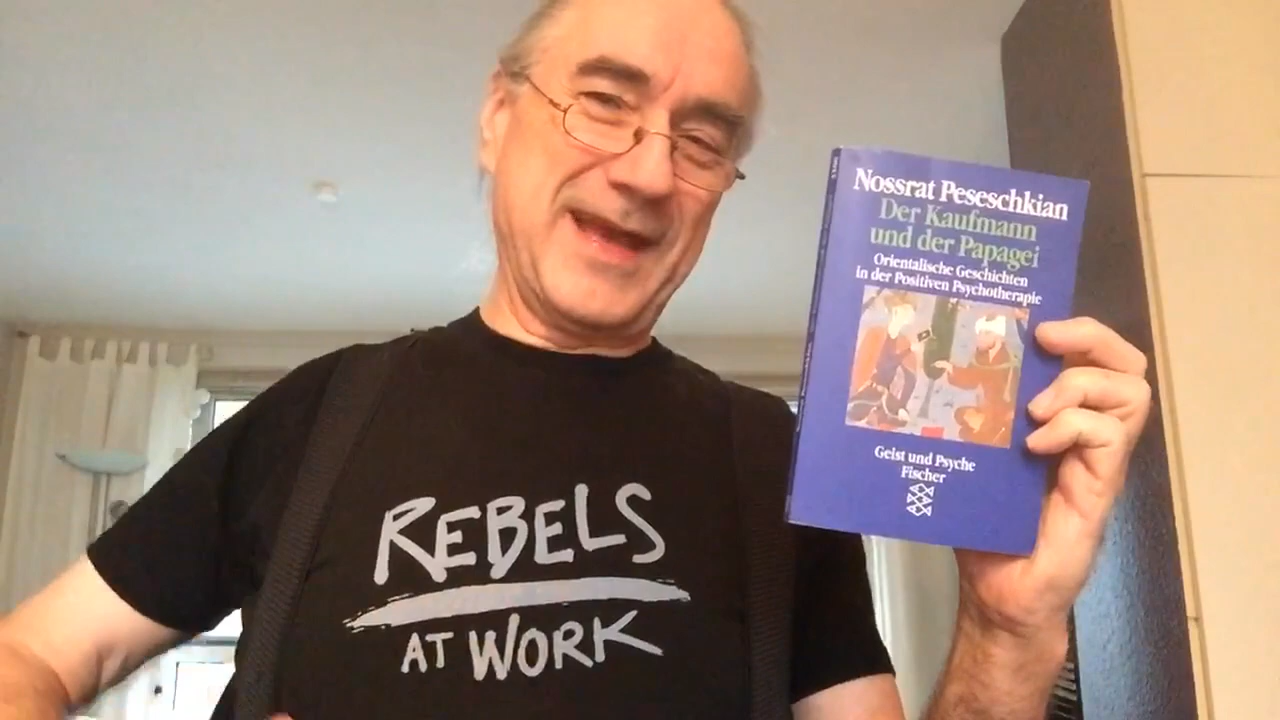 REBELS
AT WORK
Nossrat Peseschkian
Der Kaufmann
und der Papagei
Orientalische Geschichten
in der Positiven Psychotherapie
Geist und Psyche
Fischer